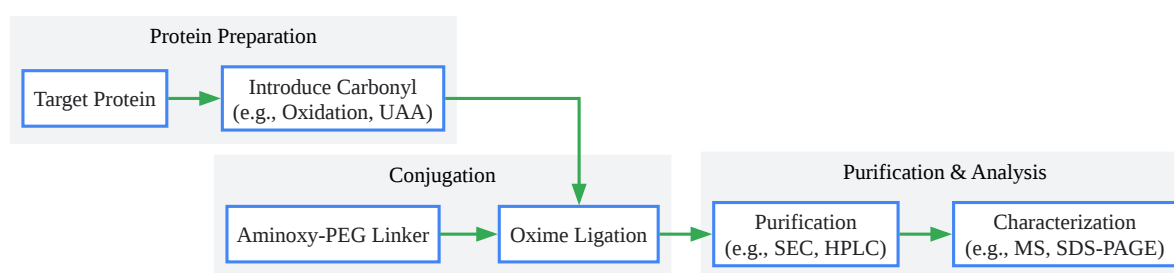 Protein Preparation
Target Protein
Introduce Carbonyl
(e.g., Oxidation, UAA)
Conjugation
Aminoxy-PEG Linker
Oxime Ligation
Purification & Analysis
Purification
(e.g., SEC, HPLC)
Characterization
(e.g., MS, SDS-PAGE)